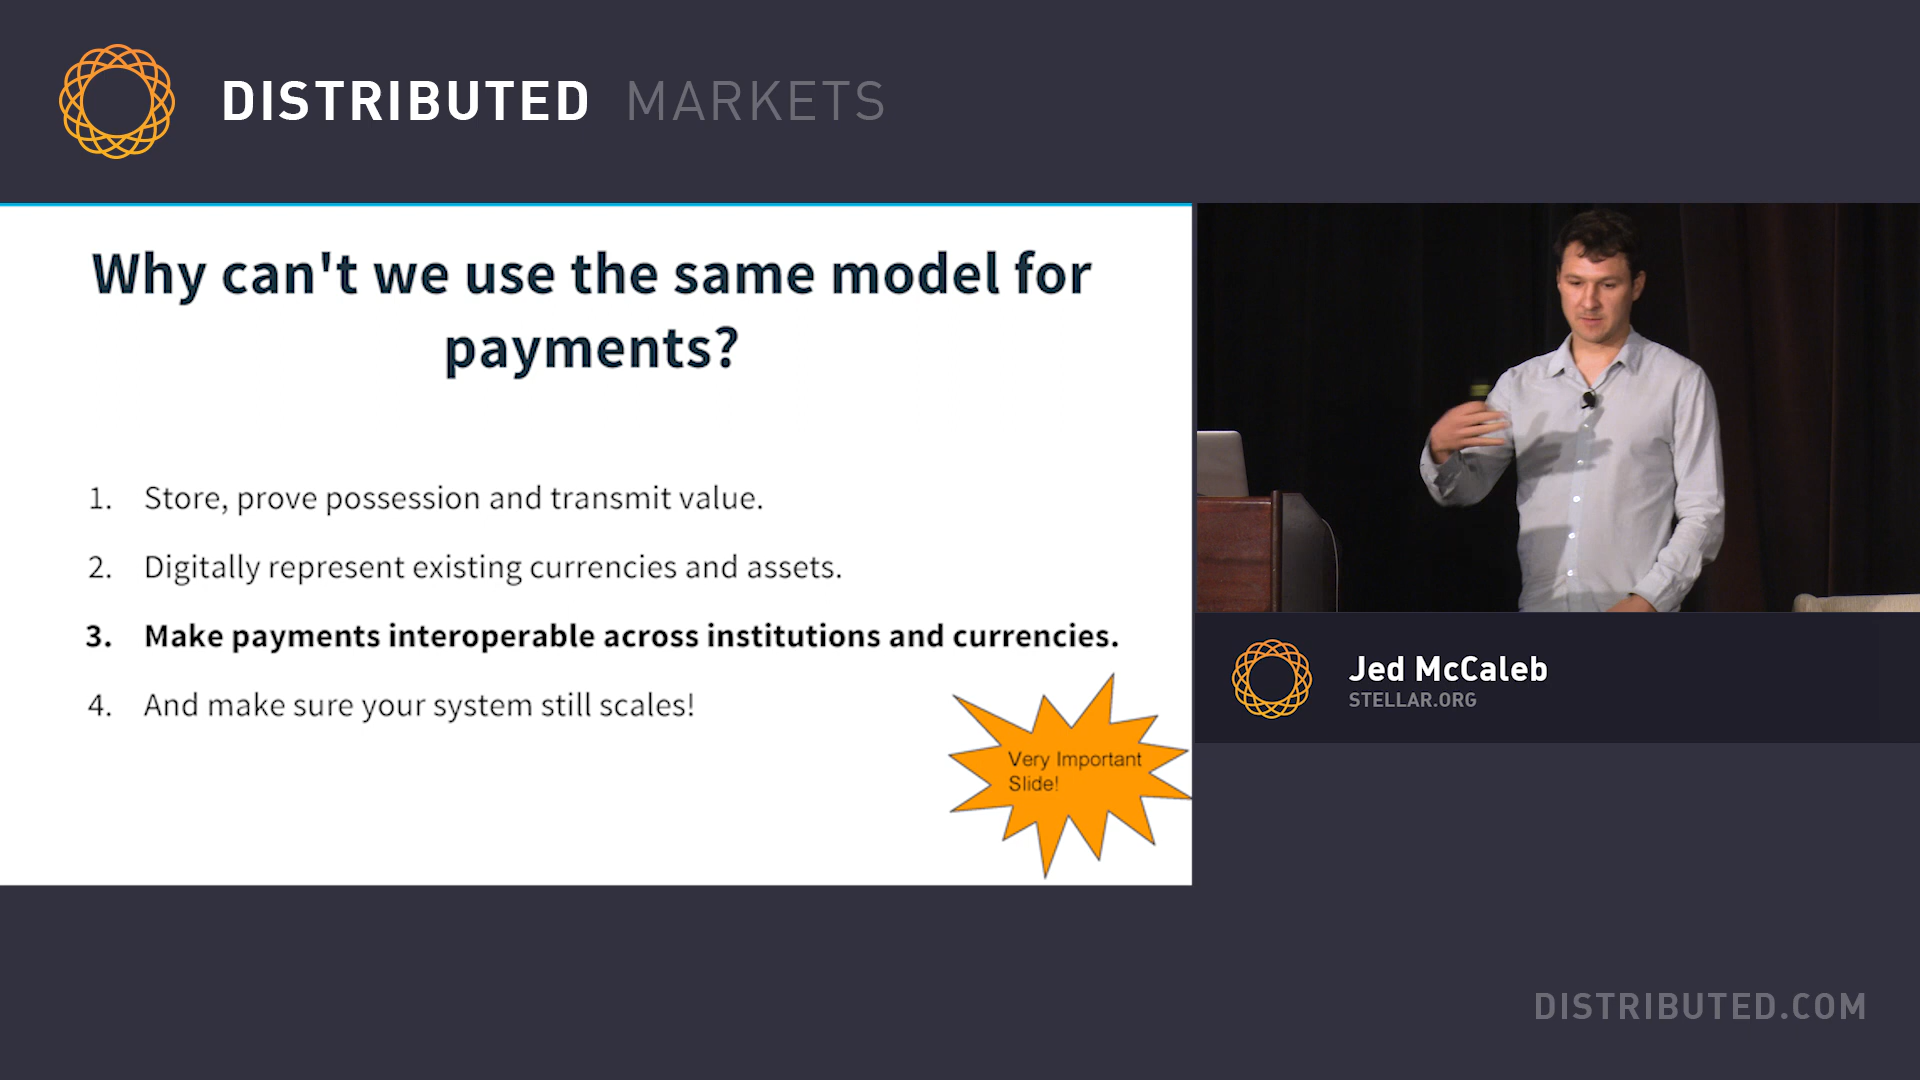 DISTRIBUTED MARKETS
Why can't we use the same model for
payments?
1. Store, prove possession and transmit value.
2. Digitally represent existing currencies and assets.
3. Make payments interoperable across institutions and currencies.
4. And make sure your system still scales!
Very Important
Slide!
Jed McCaleb
STELLAR.ORG
DISTRIBUTED.COM